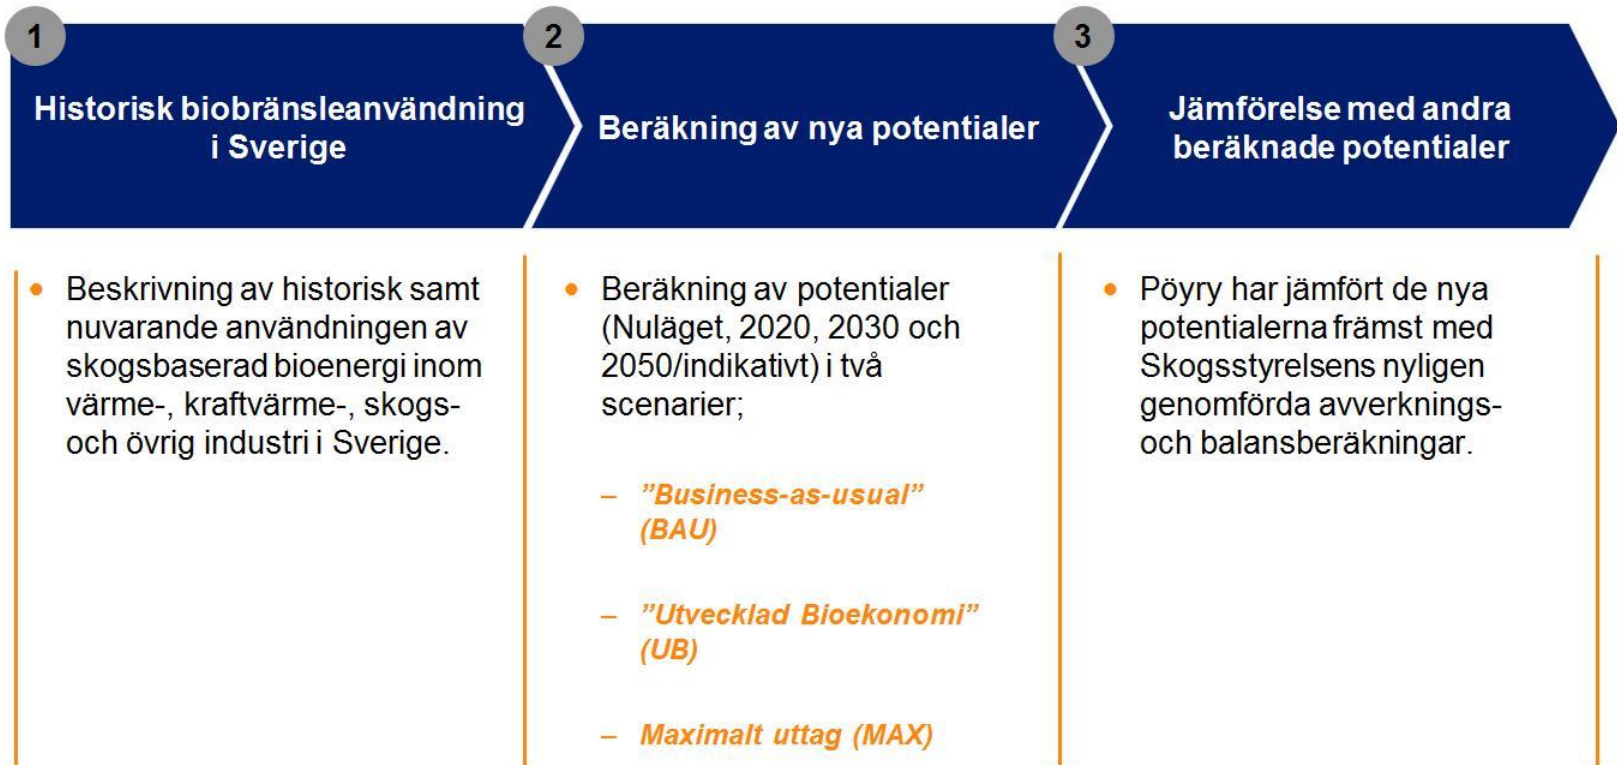 1
Historisk biobränsleanvändning
i Sverige
2
Beräkning av nya potentialer
3
Jämförelse med andra
beräknade potentialer
• Beskrivning av historisk samt
nuvarande användningen av
skogsbaserad bioenergi inom
värme-, kraftvärme-, skogs-
och övrig industri i Sverige.
• Beräkning av potentialer
(Nuläget, 2020, 2030 och
2050/indikativt) i två
scenarier;
– ”Business-as-usual”
(BAU)
– ”Utvecklad Bioekonomi”
(UB)
– Maximalt uttag (MAX)
• Pöyry har jämfört de nya
potentialerna främst med
Skogsstyrelsens nyligen
genomförda avverknings-
och balansberäkningar.